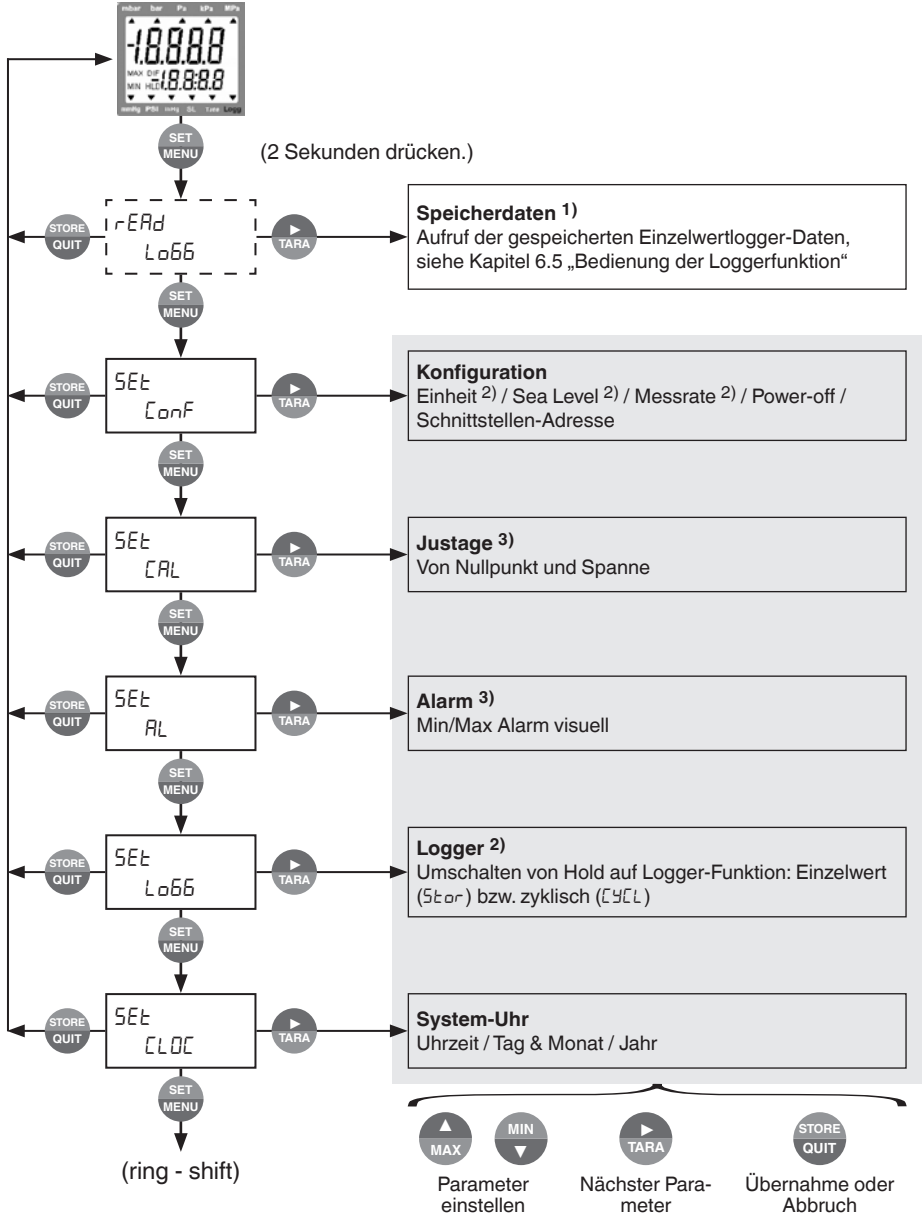 mbar bar Pa kPa MPa
-1.8.8.8.8
MAX DIF
MIN HLD -1.8.8:8.8
mmHg PSI inHg SL Tara Logg
SET
MENU
(2 Sekunden drücken.)
STORE
QUIT
rEAd
LoGG
TARA
Speicherdaten 1)
Aufruf der gespeicherten Einzelwertlogger-Daten,
siehe Kapitel 6.5 „Bedienung der Loggerfunktion“
SET
MENU
STORE
QUIT
SEt
ConF
TARA
Konfiguration
Einheit 2) / Sea Level 2) / Messrate 2) / Power-off /
Schnittstellen-Adresse
SET
MENU
STORE
QUIT
SEt
CAL
TARA
Justage 3)
Von Nullpunkt und Spanne
SET
MENU
STORE
QUIT
SEt
AL
TARA
Alarm 3)
Min/Max Alarm visuell
SET
MENU
STORE
QUIT
SEt
LoGG
TARA
Logger 2)
Umschalten von Hold auf Logger-Funktion: Einzelwert
(Stor) bzw. zyklisch (CYCL)
SET
MENU
STORE
QUIT
SEt
CLOC
TARA
System-Uhr
Uhrzeit / Tag & Monat / Jahr
SET
MENU
(ring - shift)
MAX
MIN
Parameter
einstellen
TARA
Nächster Para-
meter
STORE
QUIT
Übernahme oder
Abbruch